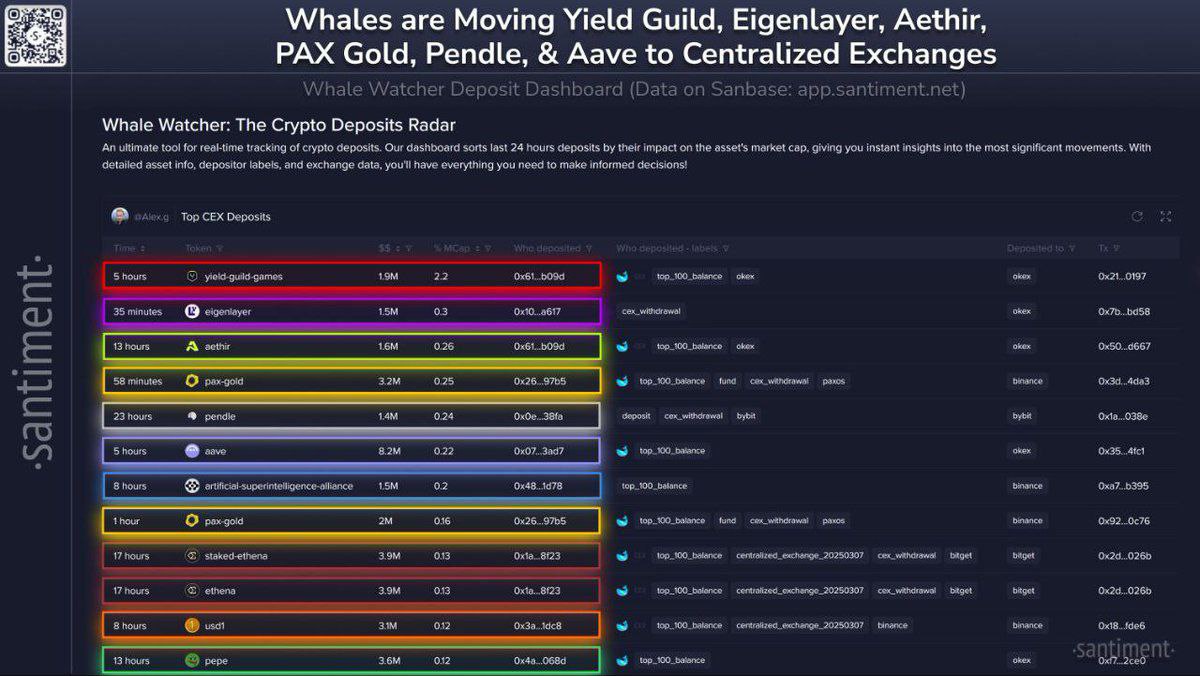 Whales are Moving Yield Guild, Eigenlayer, Aethir,
PAX Gold, Pendle, & Aave to Centralized Exchanges
Whale Watcher Deposit Dashboard (Data on Sanbase: app.santiment.net)
Whale Watcher: The Crypto Deposits Radar
An ultimate tool for real-time tracking of crypto deposits. Our dashboard sorts last 24 hours deposits by their impact on the asset's market cap, giving you instant insights into the most significant movements. With
detailed asset info, depositor labels, and exchange data, you'll have everything you need to make informed decisions!
@Alex.g Top CEX Deposits
Time Token $$ % MCap Who deposited Who deposited - labels Deposited to Tx
5 hours yield-guild-games 1.9M 2.2 0x61...b09d top_100_balance okex okex 0x21...0197
35 minutes eigenlayer 1.5M 0.3 0x10...a617 cex_withdrawal okex 0x7b...bd58
13 hours aethir 1.6M 0.26 0x61...b09d top_100_balance okex okex 0x50...d667
58 minutes pax-gold 3.2M 0.25 0x26...97b5 top_100_balance fund cex_withdrawal paxos binance 0x3d...4da3
23 hours pendle 1.4M 0.24 0x0e...38fa deposit cex_withdrawal bybit bybit 0x1a...038e
5 hours aave 8.2M 0.22 0x07...3ad7 top_100_balance okex 0x35...4fc1
8 hours artificial-superintelligence-alliance 1.5M 0.2 0x48...1d78 top_100_balance binance 0xa7...b395
1 hour pax-gold 2M 0.16 0x26...97b5 top_100_balance fund cex_withdrawal paxos binance 0x92...0c76
17 hours staked-ethena 3.9M 0.13 0x1a...8f23 top_100_balance centralized_exchange_20250307 cex_withdrawal bitget bitget 0x2d...026b
17 hours ethena 3.9M 0.13 0x1a...8f23 top_100_balance centralized_exchange_20250307 cex_withdrawal bitget bitget 0x2d...026b
8 hours usd1 3.1M 0.12 0x3a...1dc8 top_100_balance centralized_exchange_20250307 binance binance 0x18...fde6
13 hours pepe 3.6M 0.12 0x4a...068d top_100_balance okex 0xf7...2ce0
·santiment·
·santiment·